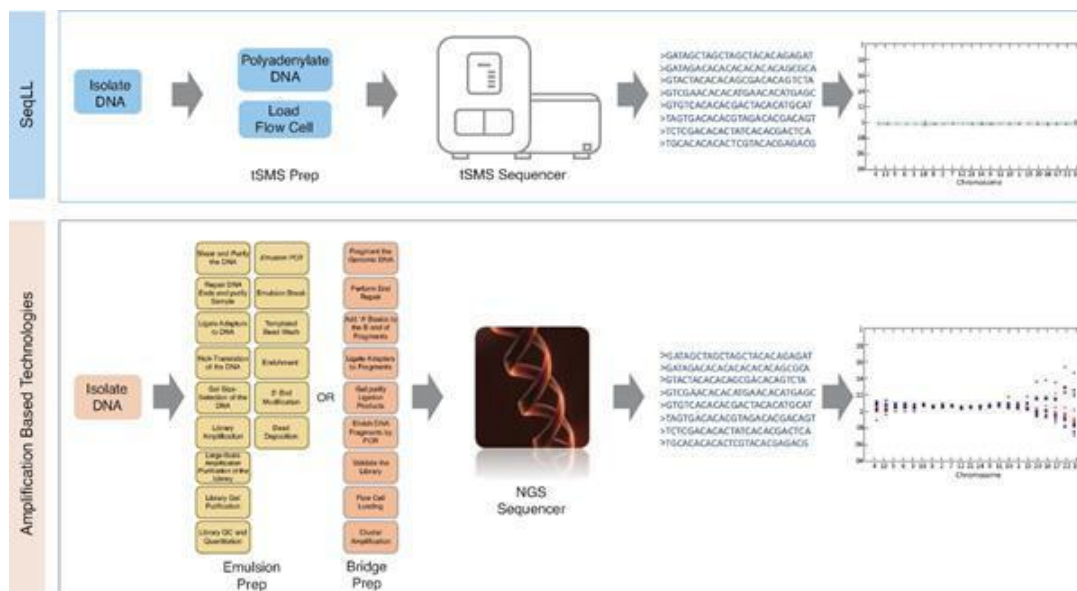 SeqLL
Isolate
DNA
Polyadenylate
DNA
Load
Flow Cell
tSMS Prep
tSMS Sequencer
>GATAGCTAGCTAGCTACACAGAGAT
>GATAGACACACACACACACAGCGCA
>GTACTACACACAGCGACACAGTCTA
>GTCGAACACACATGAACACATGAGC
>GTGTCACACACGACTACACATGCAT
>TAGTGACACACGTAGACACGACAGT
>TCTCGACACACTATCACACGACTCA
>TGCACACACACTCGTACACGAGACG
Chromosome
Amplification Based Technologies
Isolate
DNA
Shear and Purify
the DNA
Repair DNA
Ends and purify
Sample
Ligate Adaptors
to DNA
Nick-Translation
of the DNA
Gel Size-
Selection of the
DNA
Library
Amplification
Large-Scale
Amplification
Purification of the
Library
Library Gel
Purification
Library QC and
Quantitation
Emulsion PCR
Emulsion Break
Templated
Bead Wash
Enrichment
3' End
Modification
Bead
Deposition
Emulsion
Prep
OR
Fragment the
Genomic DNA
Perform End
Repair
Add 'A' Bases to
the end of
Fragments
Ligate Adapters
to Fragments
Gel purify
Ligation
Products
Enrich DNA
Fragments by
PCR
Validate the
Library
Flow Cell
Loading
Cluster
Amplification
Bridge
Prep
NGS
Sequencer
>GATAGCTAGCTAGCTACACAGAGAT
>GATAGACACACACACACACAGCGCA
>GTACTACACACAGCGACACAGTCTA
>GTCGAACACACATGAACACATGAGC
>GTGTCACACACGACTACACATGCAT
>TAGTGACACACGTAGACACGACAGT
>TCTCGACACACTATCACACGACTCA
>TGCACACACACTCGTACACGAGACG
Chromosome